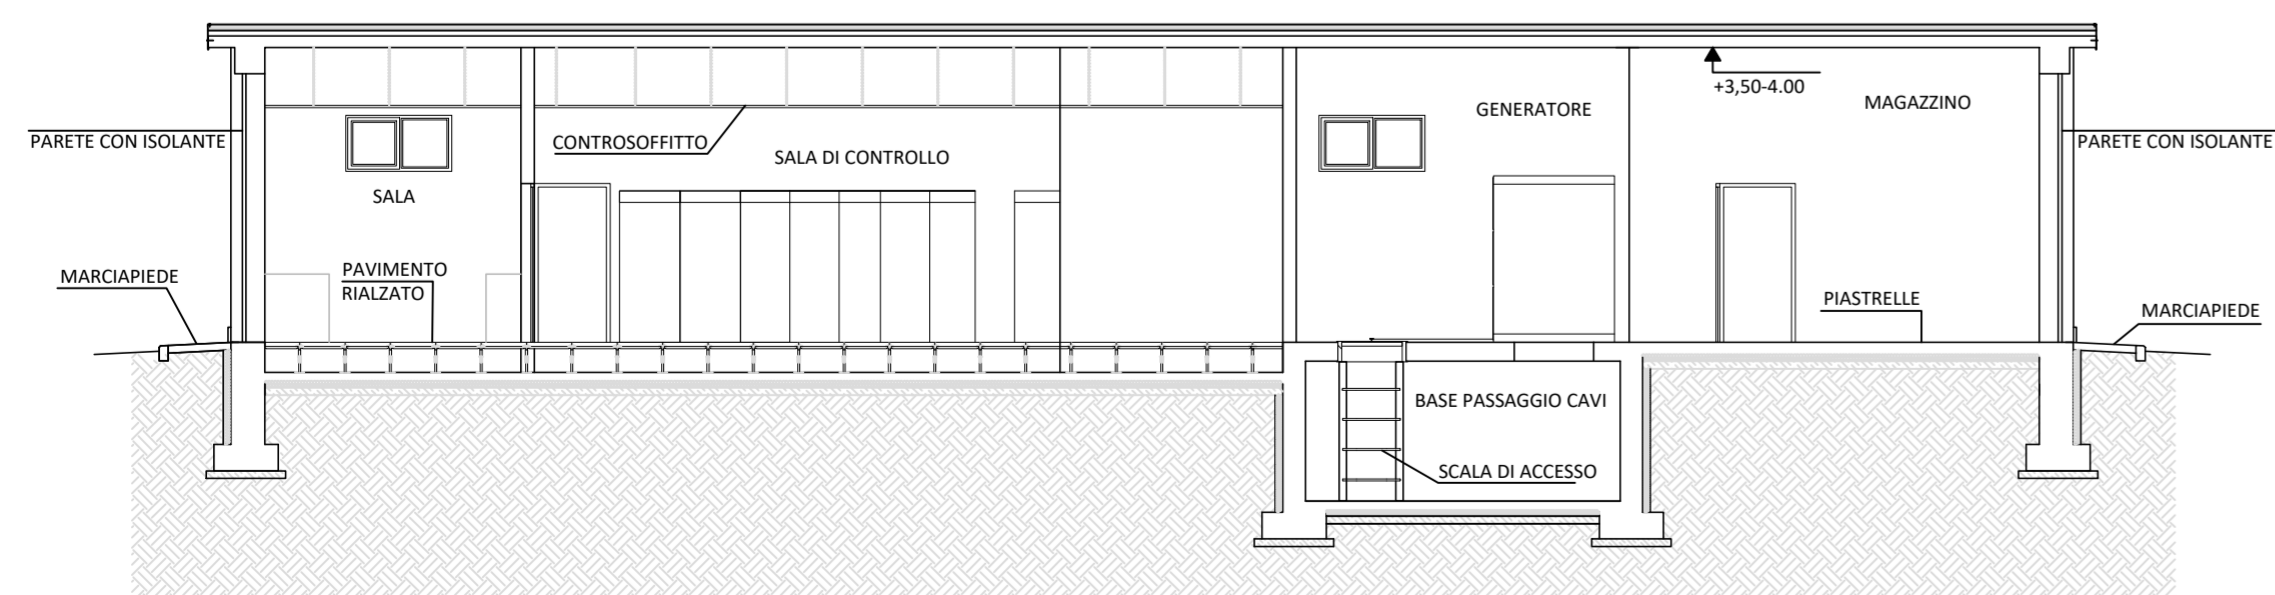 +3,50-4.00
MAGAZZINO
GENERATORE
PARETE CON ISOLANTE
CONTROSOFFITTO
PARETE CON ISOLANTE
SALA DI CONTROLLO
SALA
PAVIMENTO
RIALZATO
MARCIAPIEDE
PIASTRELLE
MARCIAPIEDE
BASE PASSAGGIO CAVI
SCALA DI ACCESSO